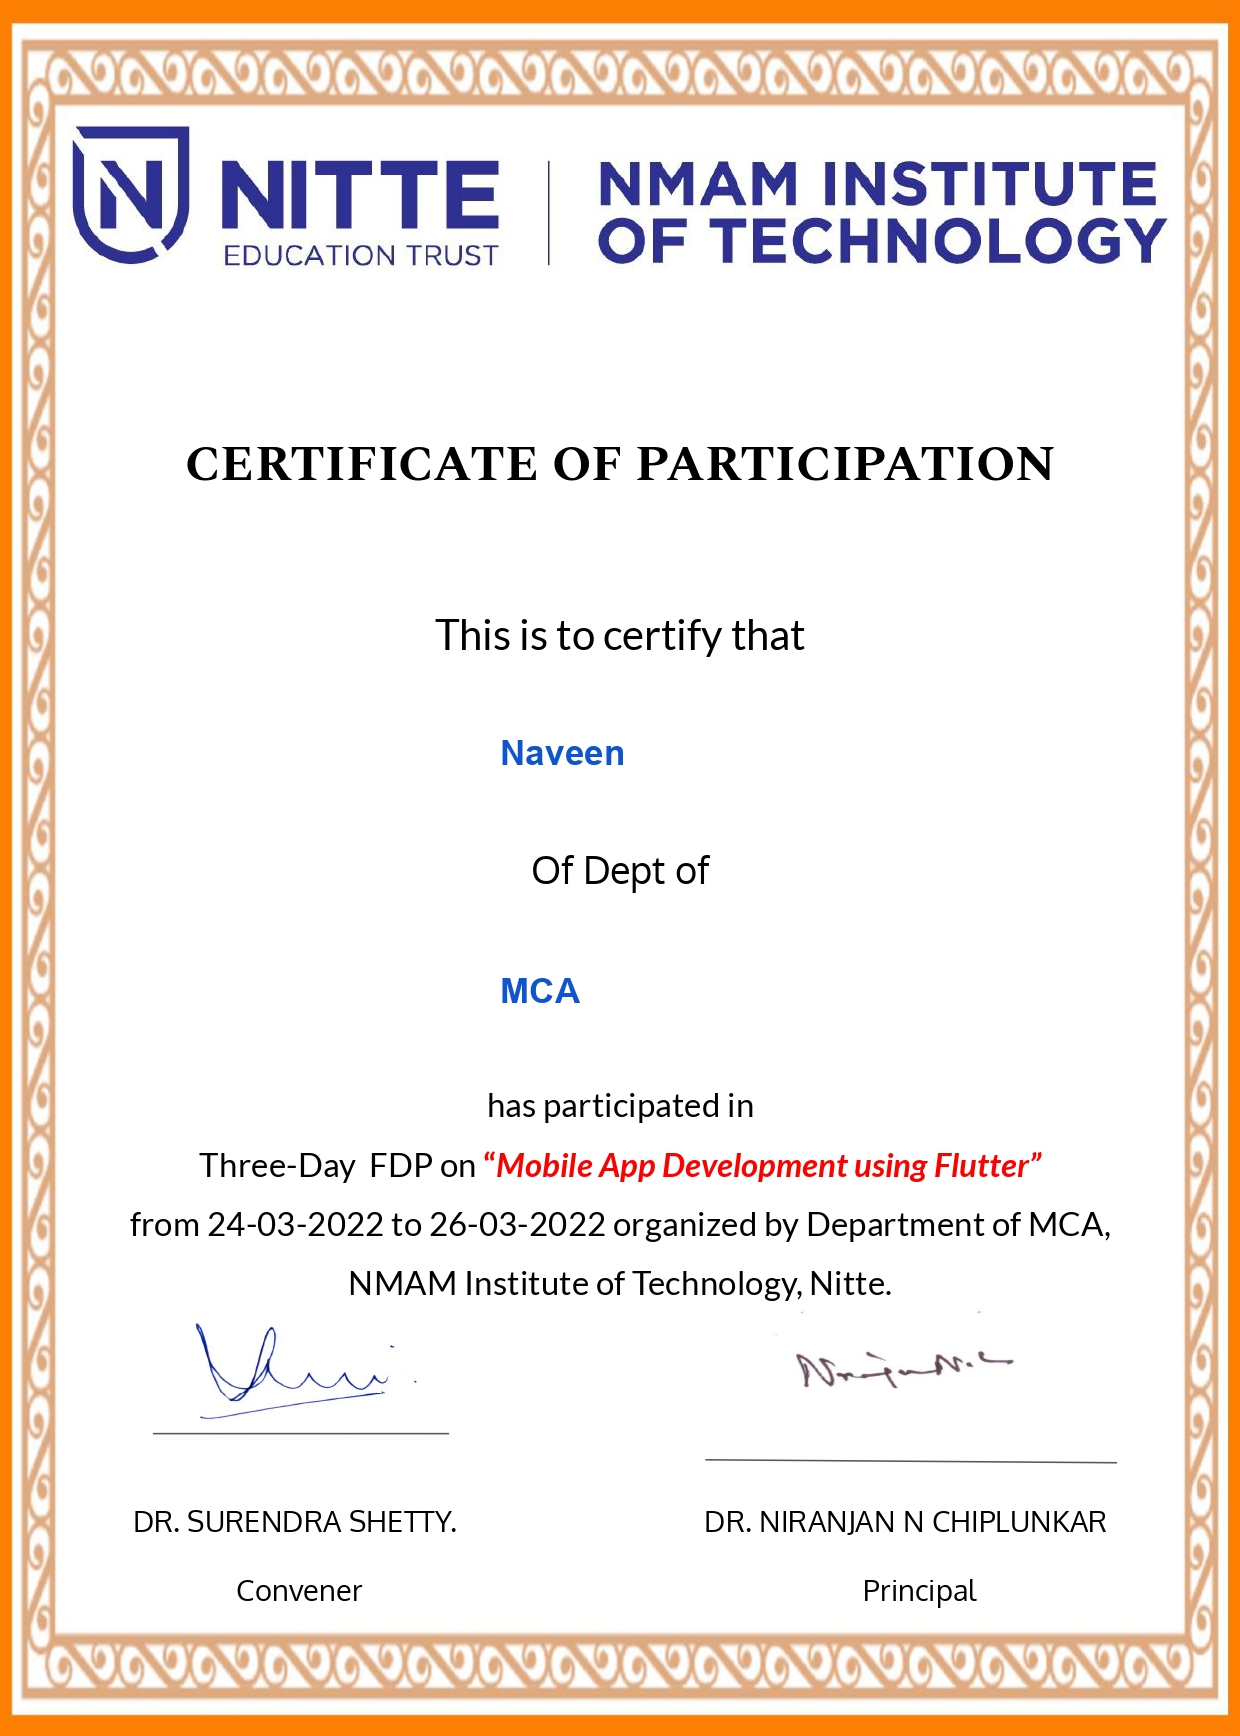 N NITTE
EDUCATION TRUST
NMAM INSTITUTE
OF TECHNOLOGY
CERTIFICATE OF PARTICIPATION
This is to certify that
Naveen
Of Dept of
MCA
has participated in
Three-Day FDP on “Mobile App Development using Flutter”
from 24-03-2022 to 26-03-2022 organized by Department of MCA,
NMAM Institute of Technology, Nitte.
DR. SURENDRA SHETTY.
DR. NIRANJAN N CHIPLUNKAR
Convener
Principal